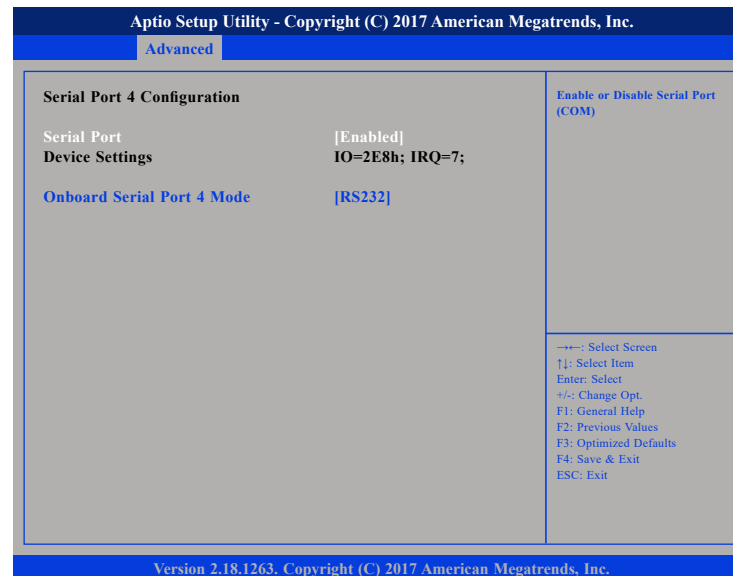 Aptio Setup Utility - Copyright (C) 2017 American Megatrends, Inc.
Advanced
Serial Port 4 Configuration
Serial Port [Enabled]
Device Settings IO=2E8h; IRQ=7;
Onboard Serial Port 4 Mode [RS232]
Enable or Disable Serial Port
(COM)
→←: Select Screen
↑↓: Select Item
Enter: Select
+/-: Change Opt.
F1: General Help
F2: Previous Values
F3: Optimized Defaults
F4: Save & Exit
ESC: Exit
Version 2.18.1263. Copyright (C) 2017 American Megatrends, Inc.